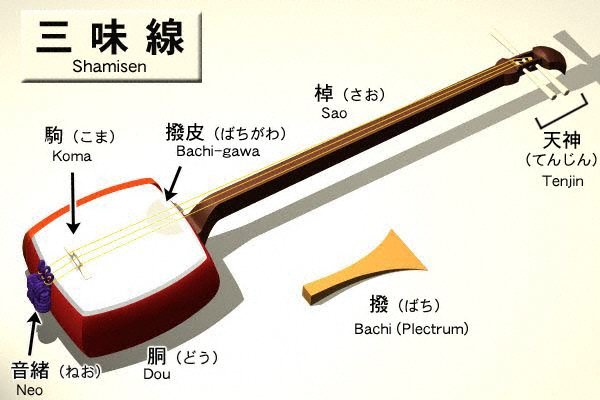 三味線
Shamisen
棹（さお）
Sao
駒（こま）
Koma
撥皮（ばちがわ）
Bachi-gawa
天神
（てんじん）
Tenjin
撥（ばち）
Bachi (Plectrum)
音緒（ねお）
Neo
胴（どう）
Dou